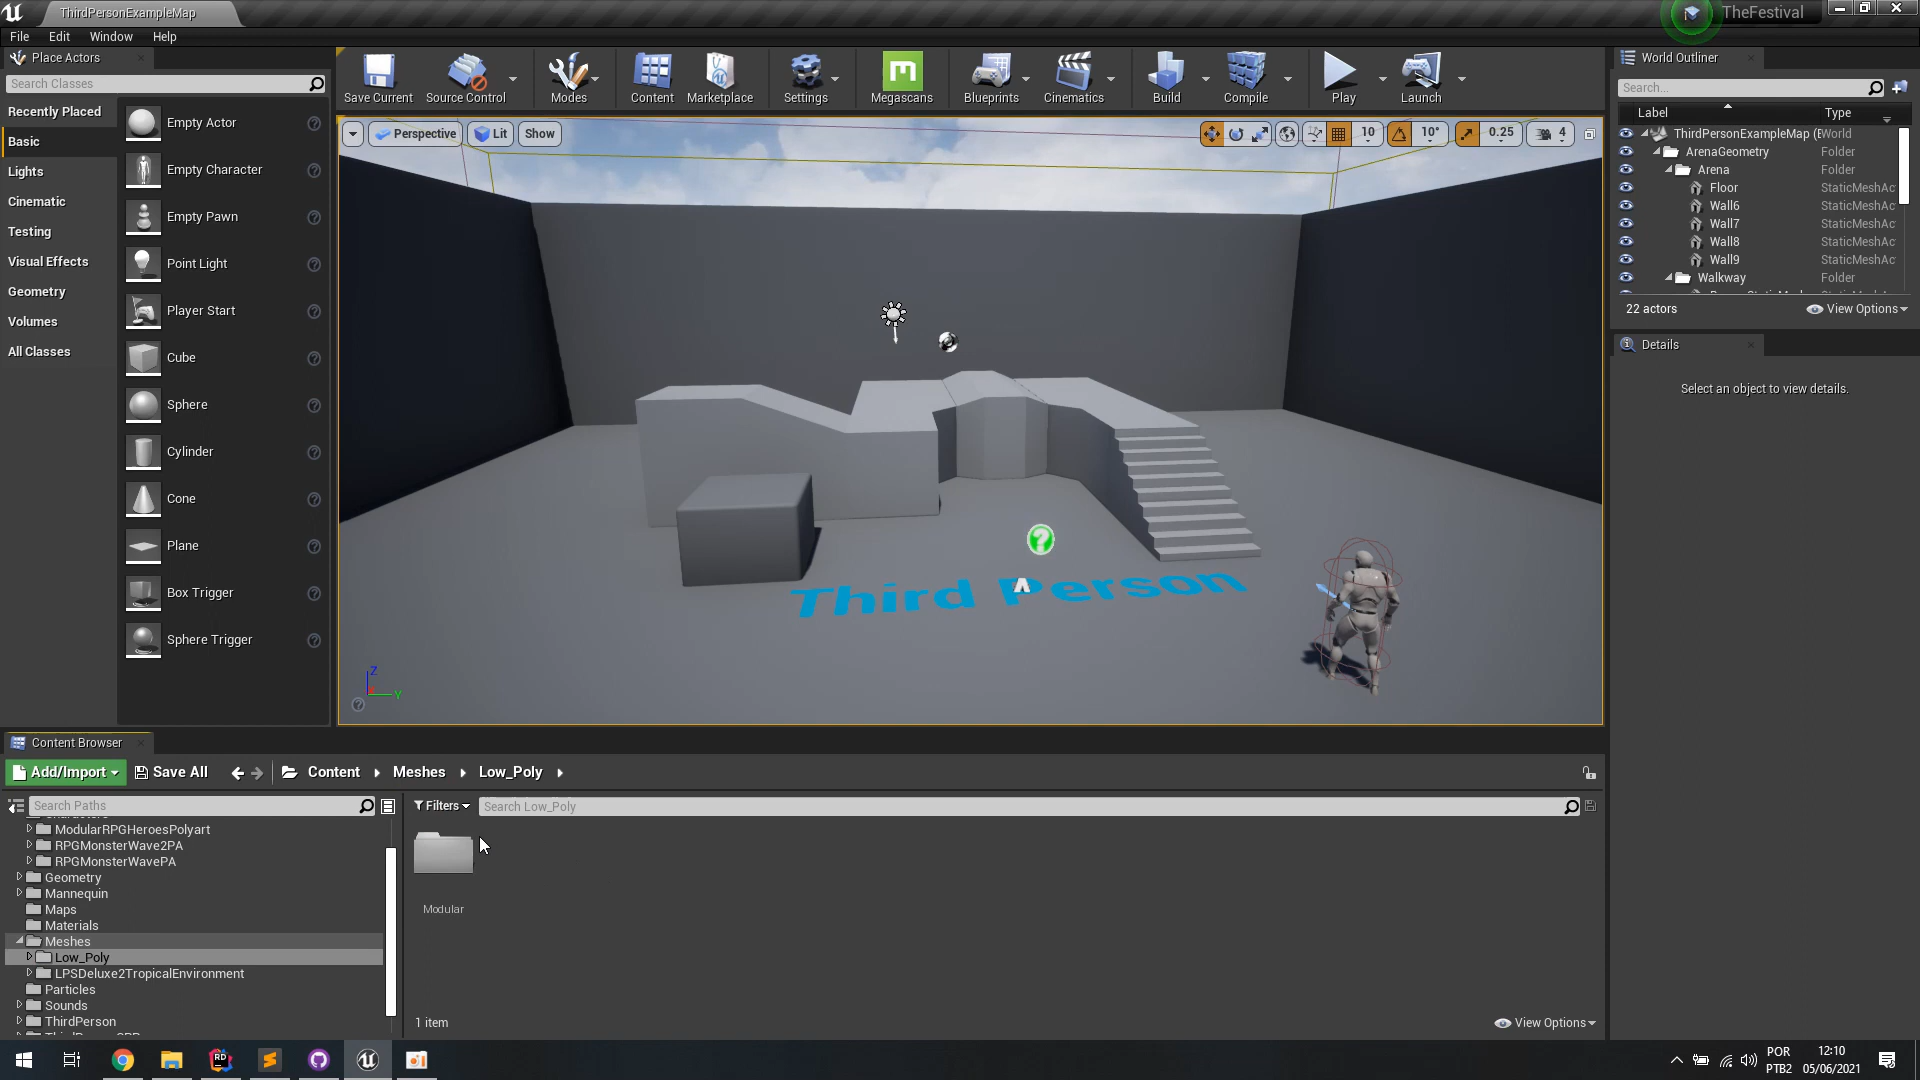 ThirdPersonExampleMap
TheFestival
File Edit Window Help
Place Actors
Search Classes
Recently Placed
Basic
Lights
Cinematic
Testing
Visual Effects
Geometry
Volumes
All Classes
Empty Actor
Empty Character
Empty Pawn
Point Light
Player Start
Cube
Sphere
Cylinder
Cone
Plane
Box Trigger
Sphere Trigger
Save Current Source Control Modes Content Marketplace Settings Megascans Blueprints Cinematics Build Compile Play Launch
Perspective Lit Show
10 10° 0.25 4
Third Person
Z
Y
World Outliner
Search...
Label Type
ThirdPersonExampleMap (E World
ArenaGeometry Folder
Arena Folder
Floor StaticMeshAc
Wall6 StaticMeshAc
Wall7 StaticMeshAc
Wall8 StaticMeshAc
Wall9 StaticMeshAc
Walkway Folder
22 actors View Options
Details
Select an object to view details.
Content Browser
Add/Import Save All Content Meshes Low_Poly
Search Paths
Filters Search Low_Poly
ModularRPGHeroesPolyart
RPGMonsterWave2PA
RPGMonsterWavePA
Geometry
Mannequin
Maps
Materials
Meshes
Low_Poly
LPSDeluxe2TropicalEnvironment
Particles
Sounds
ThirdPerson
Modular
1 item View Options
RD
POR
PTB2
12:10
05/06/2021